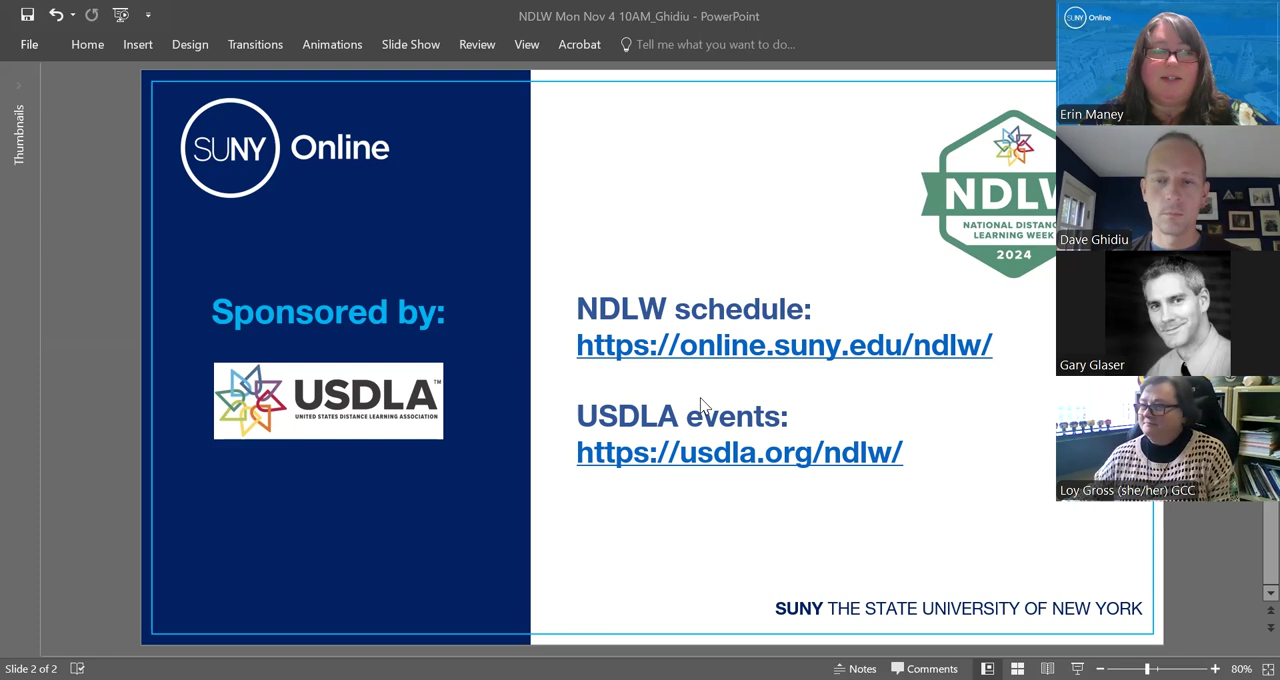 NDLW Mon Nov 4 10AM_Ghidiu - PowerPoint
File Home Insert Design Transitions Animations Slide Show Review View Acrobat Tell me what you want to do...
Thumbnails
SUNY Online
Sponsored by:
USDLA™
UNITED STATES DISTANCE LEARNING ASSOCIATION
NDLW
NATIONAL DISTANC
LEARNING WEEK
2024
NDLW schedule:
https://online.suny.edu/ndlw/
USDLA events:
https://usdla.org/ndlw/
SUNY THE STATE UNIVERSITY OF NEW YORK
SUNY Online
Erin Maney
Dave Ghidiu
Gary Glaser
Loy Gross (she/her) GCC
Slide 2 of 2
Notes Comments 80%